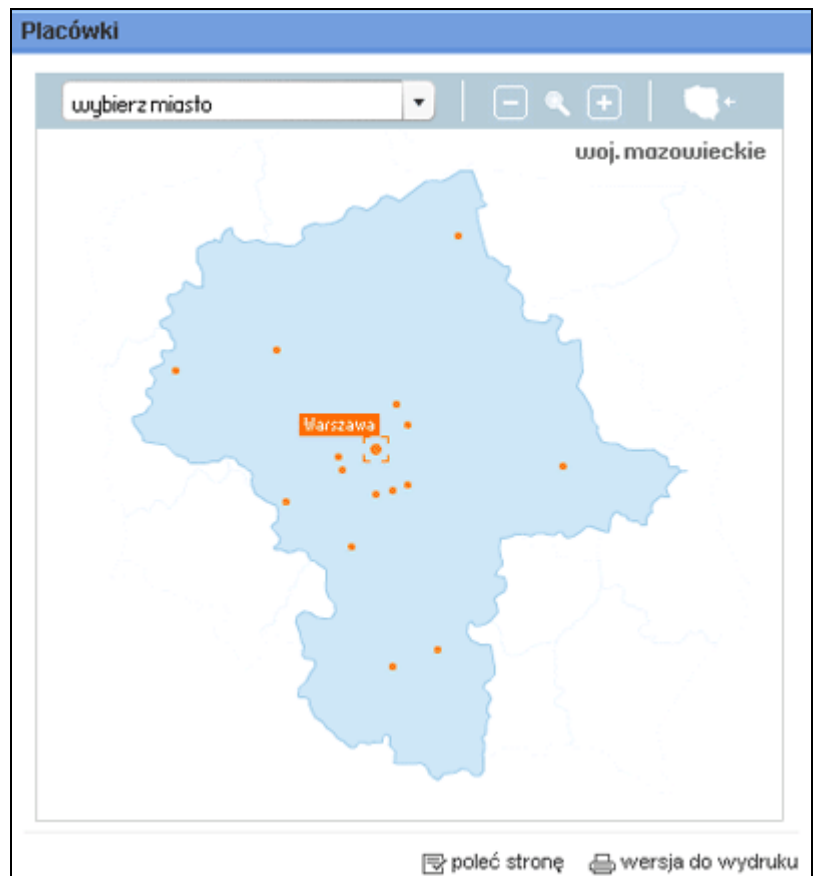 Placówki
wybierz miasto
woj. mazowieckie
Warszawa
poleć stronę wersja do wydruku